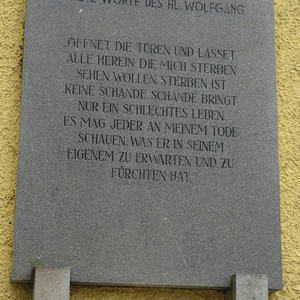 WORTE DES HL. WOLFGANG
„ÖFFNET DIE TÜREN UND LASSET
ALLE HEREIN, DIE MICH STERBEN
SEHEN WOLLEN. STERBEN IST
KEINE SCHANDE. SCHANDE BRINGT
NUR EIN SCHLECHTES LEBEN.
ES MAG JEDER AN MEINEM TODE
SCHAUEN, WAS ER IN SEINEM
EIGENEM ZU ERWARTEN UND ZU
FÜRCHTEN HAT.“